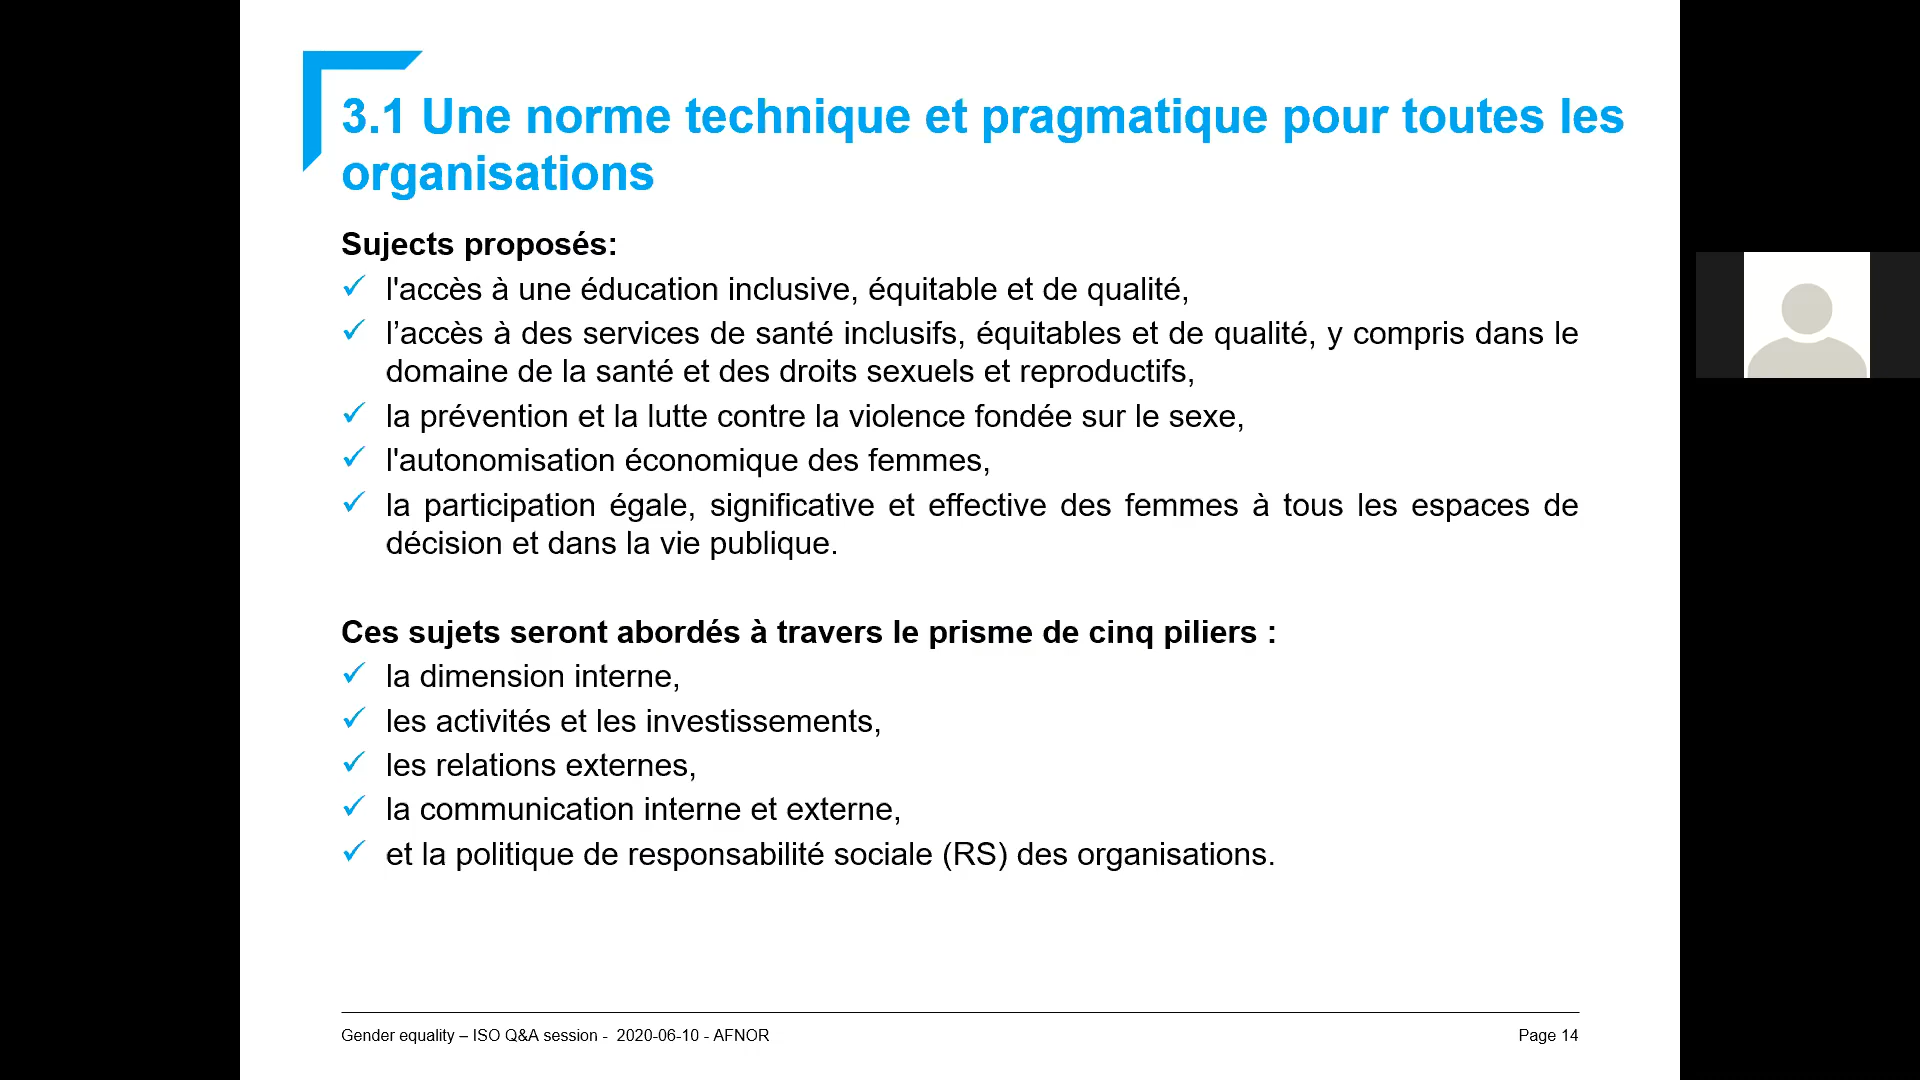 3.1 Une norme technique et pragmatique pour toutes les
organisations
Sujects proposés:
l'accès à une éducation inclusive, équitable et de qualité,
l’accès à des services de santé inclusifs, équitables et de qualité, y compris dans le
domaine de la santé et des droits sexuels et reproductifs,
la prévention et la lutte contre la violence fondée sur le sexe,
l'autonomisation économique des femmes,
la participation égale, significative et effective des femmes à tous les espaces de
décision et dans la vie publique.
Ces sujets seront abordés à travers le prisme de cinq piliers :
la dimension interne,
les activités et les investissements,
les relations externes,
la communication interne et externe,
et la politique de responsabilité sociale (RS) des organisations.
Gender equality – ISO Q&A session - 2020-06-10 - AFNOR
Page 14